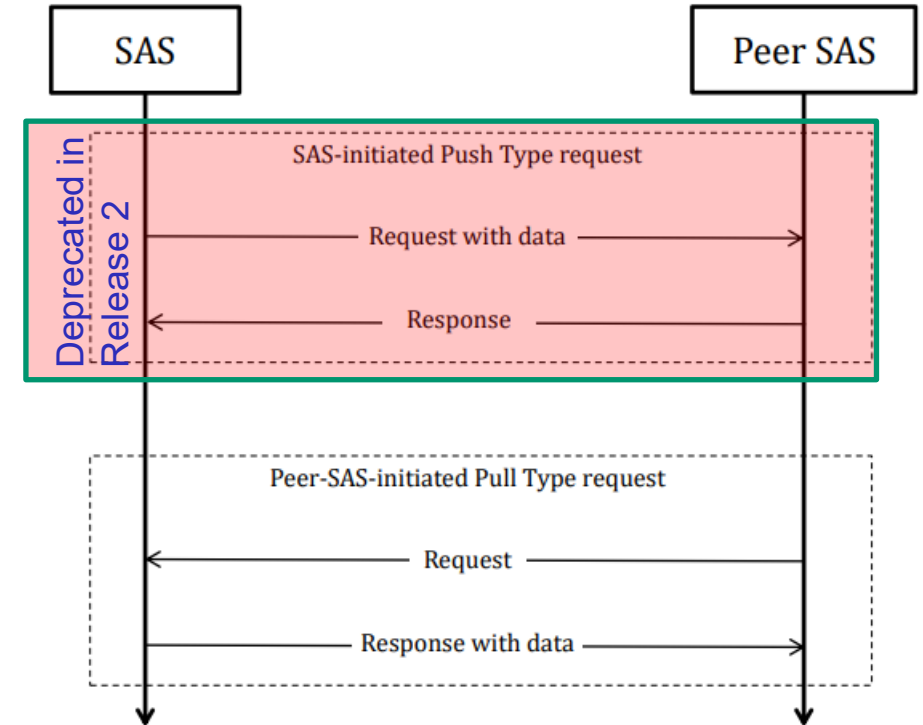 SAS
Peer SAS
Deprecated in
Release 2
SAS-initiated Push Type request
Request with data
Response
Peer-SAS-initiated Pull Type request
Request
Response with data